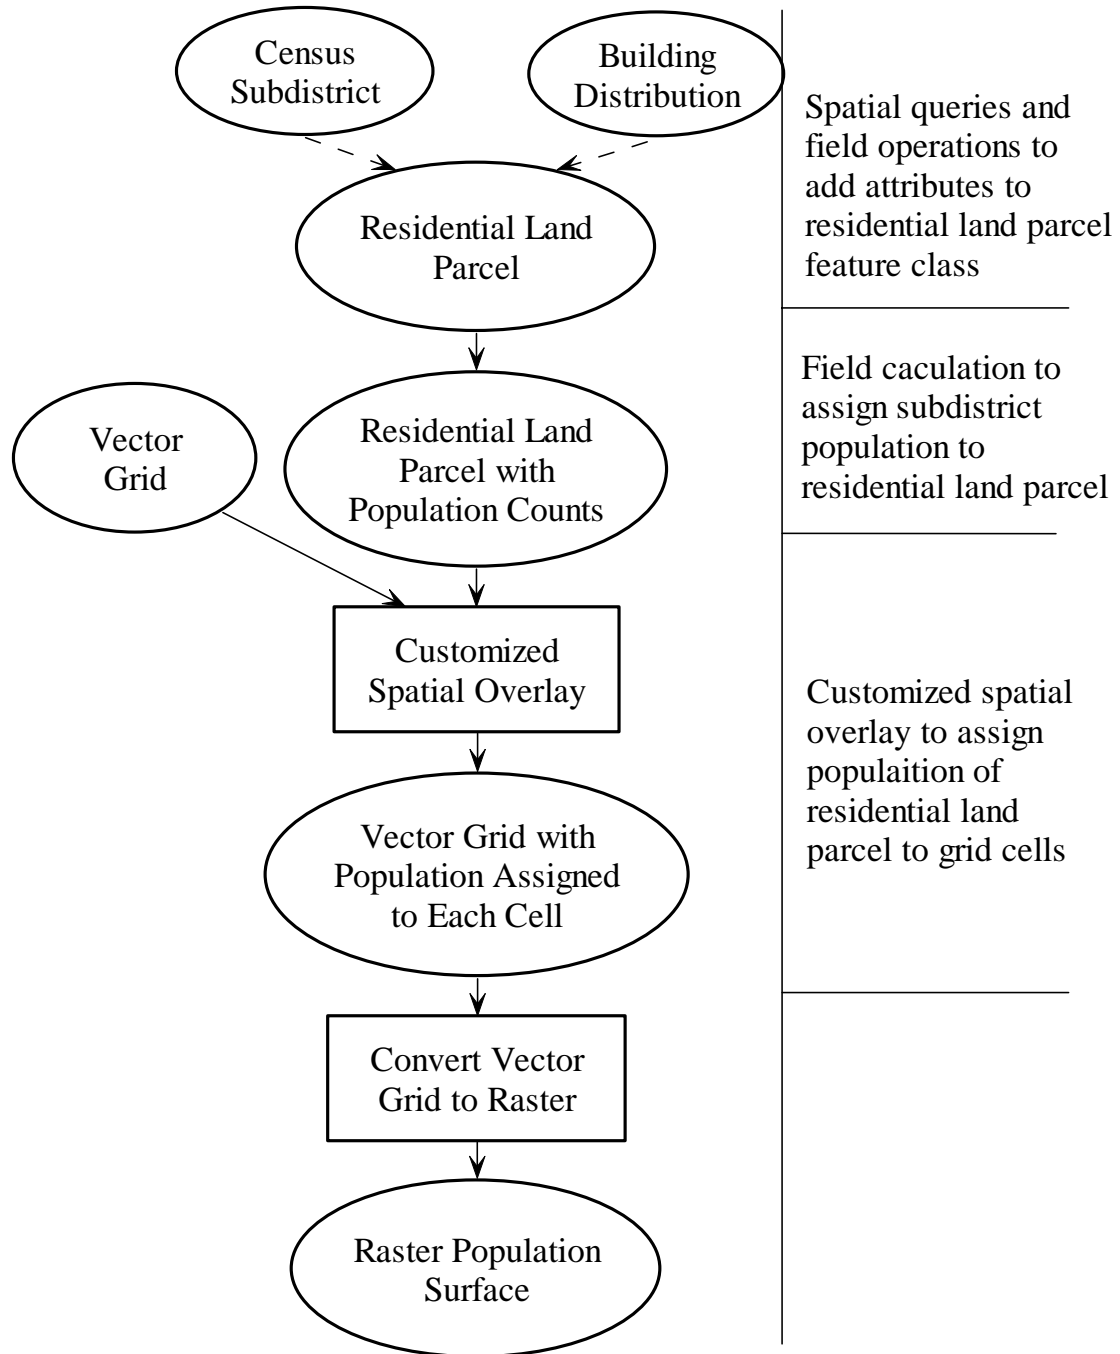 Census
Subdistrict
Building
Distribution
Spatial queries and
field operations to
add attributes to
residential land parcel
feature class
Residential Land
Parcel
Field caculation to
assign subdistrict
population to
residential land parcel
Vector
Grid
Residential Land
Parcel with
Population Counts
Customized
Spatial Overlay
Customized spatial
overlay to assign
populaition of
residential land
parcel to grid cells
Vector Grid with
Population Assigned
to Each Cell
Convert Vector
Grid to Raster
Raster Population
Surface